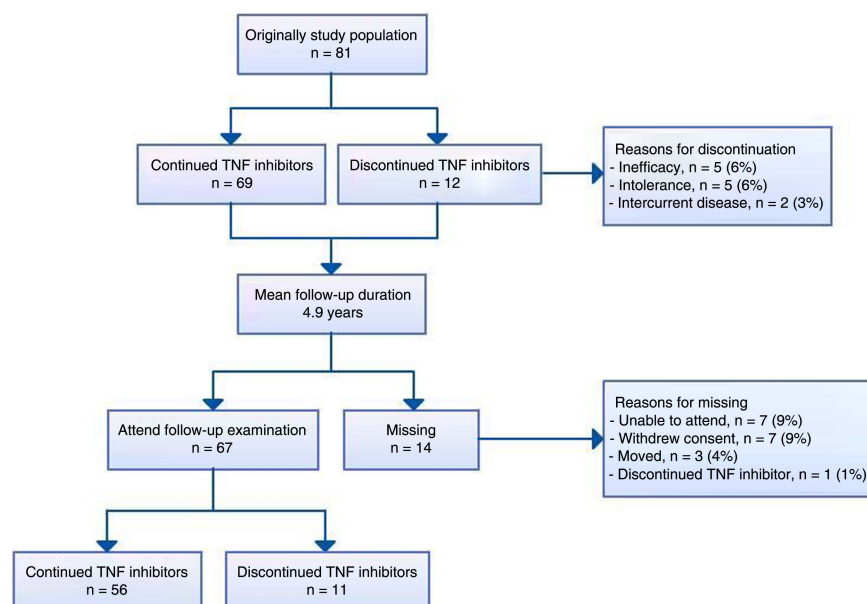 Originally study population
n = 81
Continued TNF inhibitors
n = 69
Discontinued TNF inhibitors
n = 12
Reasons for discontinuation
- Inefficacy, n = 5 (6%)
- Intolerance, n = 5 (6%)
- Intercurrent disease, n = 2 (3%)
Mean follow-up duration
4.9 years
Attend follow-up examination
n = 67
Missing
n = 14
Reasons for missing
- Unable to attend, n = 7 (9%)
- Withdrew consent, n = 7 (9%)
- Moved, n = 3 (4%)
- Discontinued TNF inhibitor, n = 1 (1%)
Continued TNF inhibitors
n = 56
Discontinued TNF inhibitors
n = 11